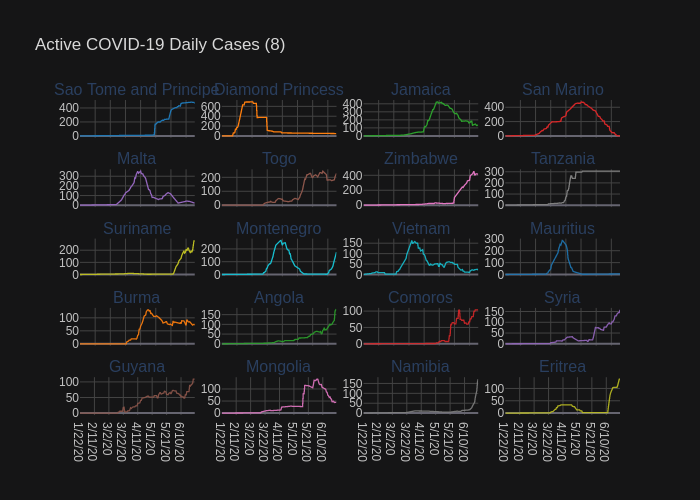 Active COVID-19 Daily Cases (8)
Sao Tome and Principe Diamond Princess Jamaica San Marino
400 200 0
600 400 200 0
400 300 200 100 0
400 200 0
Malta Togo Zimbabwe Tanzania
300 200 100 0
200 100 0
400 200 0
300 200 100 0
Suriname Montenegro Vietnam Mauritius
200 100 0
200 100 0
150 100 50 0
300 200 100 0
Burma Angola Comoros Syria
100 50 0
150 100 50 0
100 50 0
150 100 50 0
Guyana Mongolia Namibia Eritrea
100 50 0
100 50 0
150 100 50 0
100 50 0
1/22/20 2/11/20 3/2/20 3/22/20 4/11/20 5/1/20 5/21/20 6/10/20
1/22/20 2/11/20 3/2/20 3/22/20 4/11/20 5/1/20 5/21/20 6/10/20
1/22/20 2/11/20 3/2/20 3/22/20 4/11/20 5/1/20 5/21/20 6/10/20
1/22/20 2/11/20 3/2/20 3/22/20 4/11/20 5/1/20 5/21/20 6/10/20